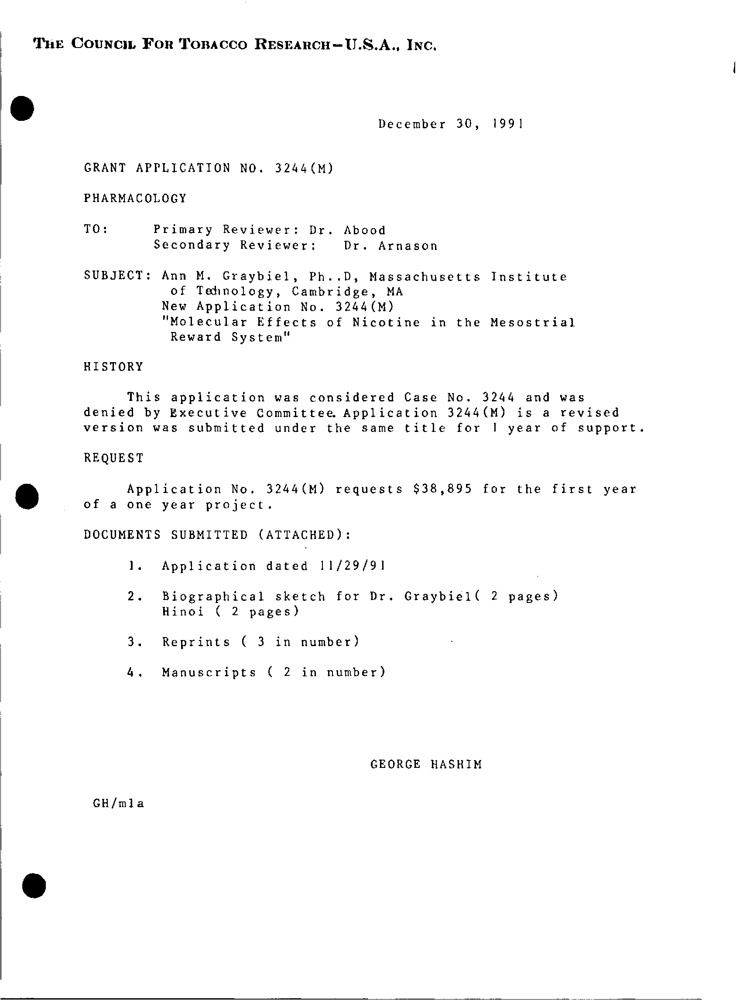 THE COUNCIL FOR TOBACCO RESEARCH—U.S.A., INC.
December 30, 1991
GRANT APPLICATION NO. 3244(M)
PHARMACOLOGY
TO: Primary Reviewer: Dr. Abood
Secondary Reviewer: Dr. Arnason
SUBJECT: Ann M. Graybiel, Ph..D, Massachusetts Institute
of Technology, Cambridge, MA
New Application No. 3244(M)
"Molecular Effects of Nicotine in the Mesostrial
Reward System"
HISTORY
This application was considered Case No. 3244 and was
denied by Executive Committee. Application 3244(M) is a revised
version was submitted under the same title for 1 year of support.
REQUEST
Application No. 3244(M) requests $38,895 for the first year
of a one year project.
DOCUMENTS SUBMITTED (ATTACHED):
1. Application dated 11/29/91
2. Biographical sketch for Dr. Graybiel( 2 pages)
Hinoi ( 2 pages)
3. Reprints ( 3 in number)
4. Manuscripts ( 2 in number)
GEORGE HASHIM
GH/mla